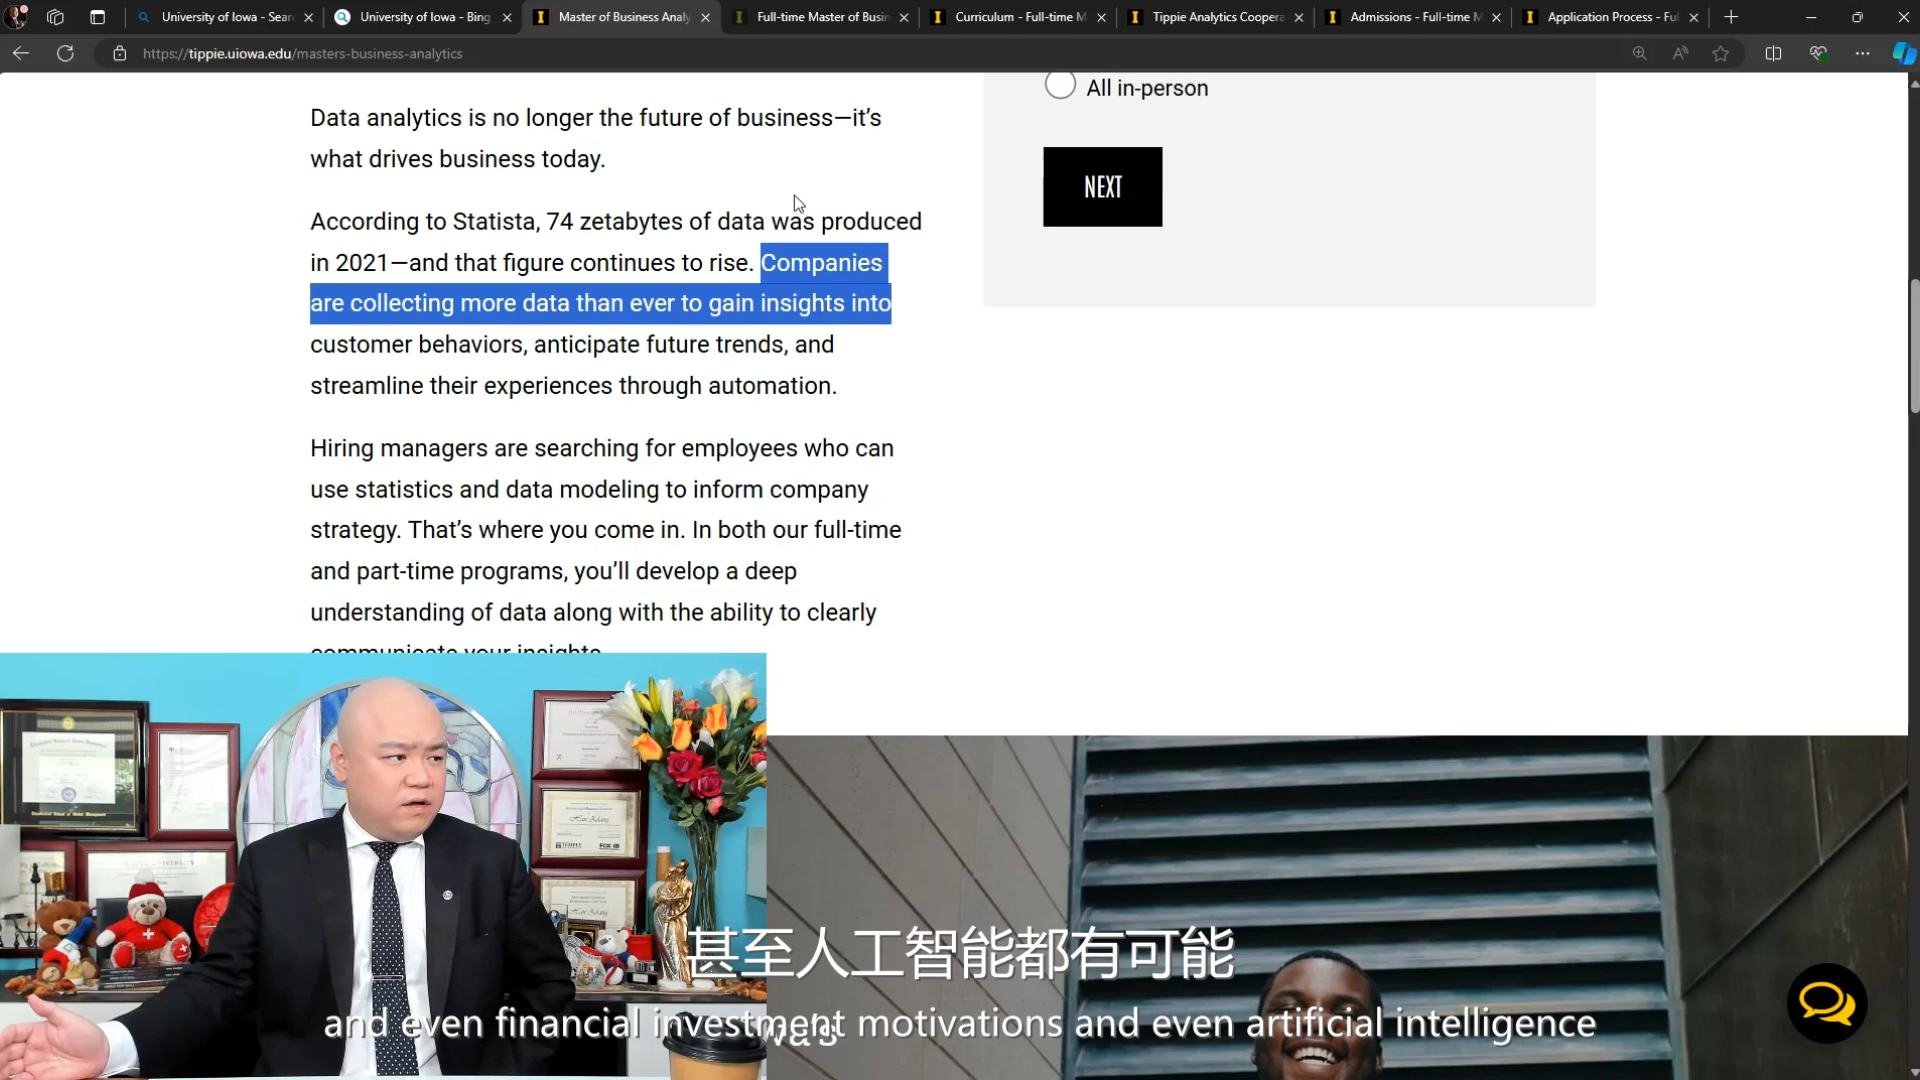 University of Iowa - Sear
University of Iowa - Bing
Master of Business Analy
Full-time Master of Busin
Curriculum - Full-time M
Tippie Analytics Coopera
Admissions - Full-time M
Application Process - Ful
https://tippie.uiowa.edu/masters-business-analytics
All in-person
NEXT
Data analytics is no longer the future of business—it’s
what drives business today.
According to Statista, 74 zetabytes of data was produced
in 2021—and that figure continues to rise. Companies
are collecting more data than ever to gain insights into
customer behaviors, anticipate future trends, and
streamline their experiences through automation.
Hiring managers are searching for employees who can
use statistics and data modeling to inform company
strategy. That’s where you come in. In both our full-time
and part-time programs, you’ll develop a deep
understanding of data along with the ability to clearly
communicate your insights.
甚至人工智能都有可能
and even financial investment motivations and even artificial intelligence